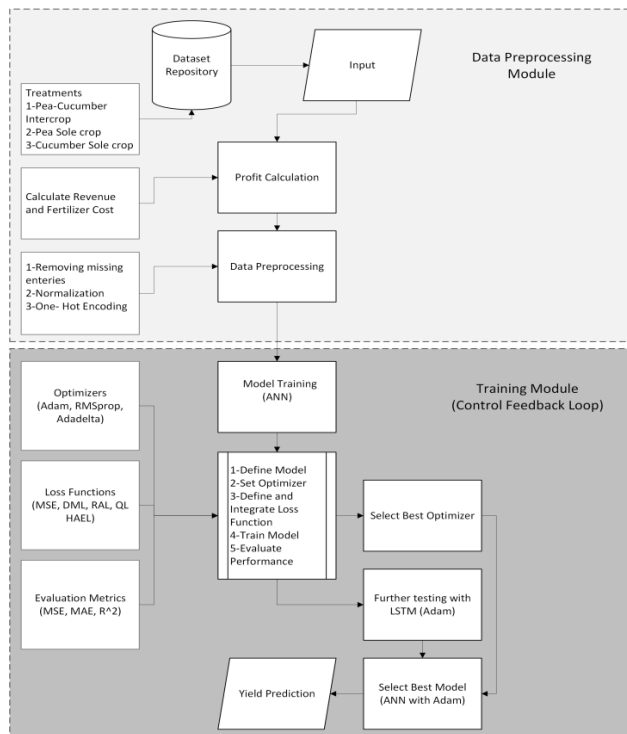 Dataset
Repository
Input
Data Preprocessing
Module
Treatments
1-Pea-Cucumber
Intercrop
2-Pea Sole crop
3-Cucumber Sole crop
Profit Calculation
Calculate Revenue
and Fertilizer Cost
1-Removing missing
enteries
2-Normalization
3-One- Hot Encoding
Data Preprocessing
Model Training
(ANN)
Training Module
(Control Feedback Loop)
Optimizers
(Adam, RMSprop,
Adadelta)
Loss Functions
(MSE, DML, RAL, QL
HAEL)
Evaluation Metrics
(MSE, MAE, R^2)
1-Define Model
2-Set Optimizer
3-Define and
Integrate Loss
Function
4-Train Model
5-Evaluate
Performance
Select Best Optimizer
Further testing with
LSTM (Adam)
Select Best Model
(ANN with Adam)
Yield Prediction